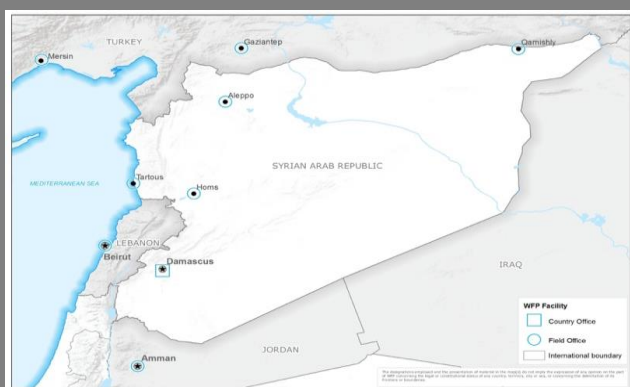 TURKEY
Gaziantep
Qamishly
Mersin
Aleppo
SYRIAN ARAB REPUBLIC
MEDITERRANEAN SEA
Tartous
Homs
LEBANON
Beirut
Damascus
IRAQ
WFP Facility
Country Office
Field Office
International boundary
JORDAN
Amman